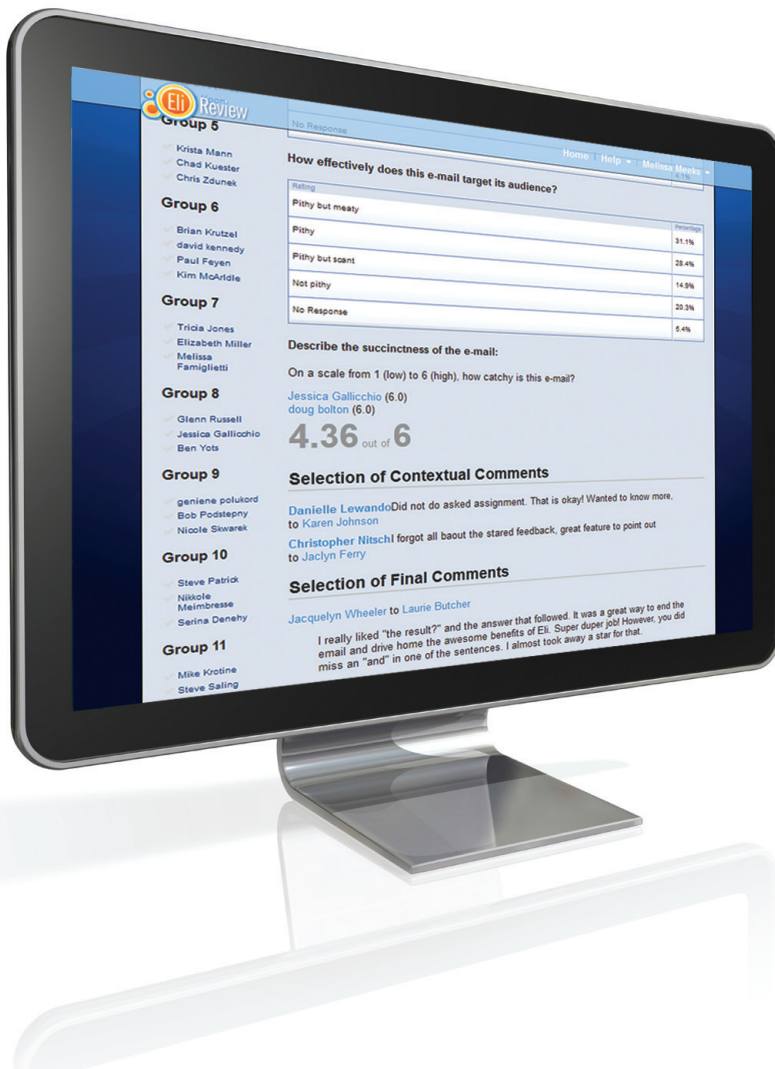 Eli Review
Home Help Melissa Meeks
Group 5
Krista Mann
Chad Kuester
Chris Zdunek
Group 6
Brian Krutzel
david kennedy
Paul Feyen
Kim McAridle
Group 7
Tricia Jones
Elizabeth Miller
Melissa
Famiglietti
Group 8
Glenn Russell
Jessica Gallicchio
Ben Yots
Group 9
geniene polukord
Bob Podstepny
Nicole Skwarek
Group 10
Steve Patrick
Nikkole
Meimbresse
Serina Denehy
Group 11
Mike Krotine
Steve Saling
No Response
4.1%
How effectively does this e-mail target its audience?
Rating Percentage
Pithy but meaty 31.1%
Pithy 28.4%
Pithy but scant 14.9%
Not pithy 20.3%
No Response 5.4%
Describe the succinctness of the e-mail:
On a scale from 1 (low) to 6 (high), how catchy is this e-mail?
Jessica Gallicchio (6.0)
doug bolton (6.0)
4.36 out of 6
Selection of Contextual Comments
Danielle LewandoDid not do asked assignment. That is okay! Wanted to know more.
to Karen Johnson
Christopher NitschI forgot all baout the stared feedback, great feature to point out
to Jaclyn Ferry
Selection of Final Comments
Jacquelyn Wheeler to Laurie Butcher
I really liked "the result?" and the answer that followed. It was a great way to end the
email and drive home the awesome benefits of Eli. Super duper job! However, you did
miss an "and" in one of the sentences. I almost took away a star for that.